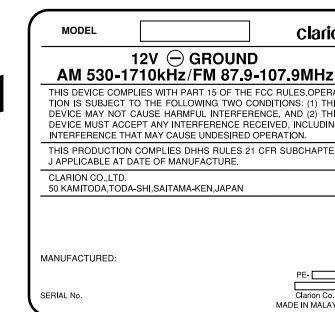 MODEL
clarion
12V ⊖ GROUND
AM 530-1710kHz/FM 87.9-107.9MHz
THIS DEVICE COMPLIES WITH PART 15 OF THE FCC RULES.OPERA
TION IS SUBJECT TO THE FOLLOWING TWO CONDITIONS: (1) THI
DEVICE MAY NOT CAUSE HARMFUL INTERFERENCE, AND (2) THI
DEVICE MUST ACCEPT ANY INTERFERENCE RECEIVED, INCLUDIN
INTERFERENCE THAT MAY CAUSE UNDESIRED OPERATION.
THIS PRODUCTION COMPLIES DHHS RULES 21 CFR SUBCHAPTE
J APPLICABLE AT DATE OF MANUFACTURE.
CLARION CO.,LTD.
50 KAMITODA,TODA-SHI,SAITAMA-KEN,JAPAN
MANUFACTURED:
PE-
SERIAL No.
Clarion Co.
MADE IN MALAY